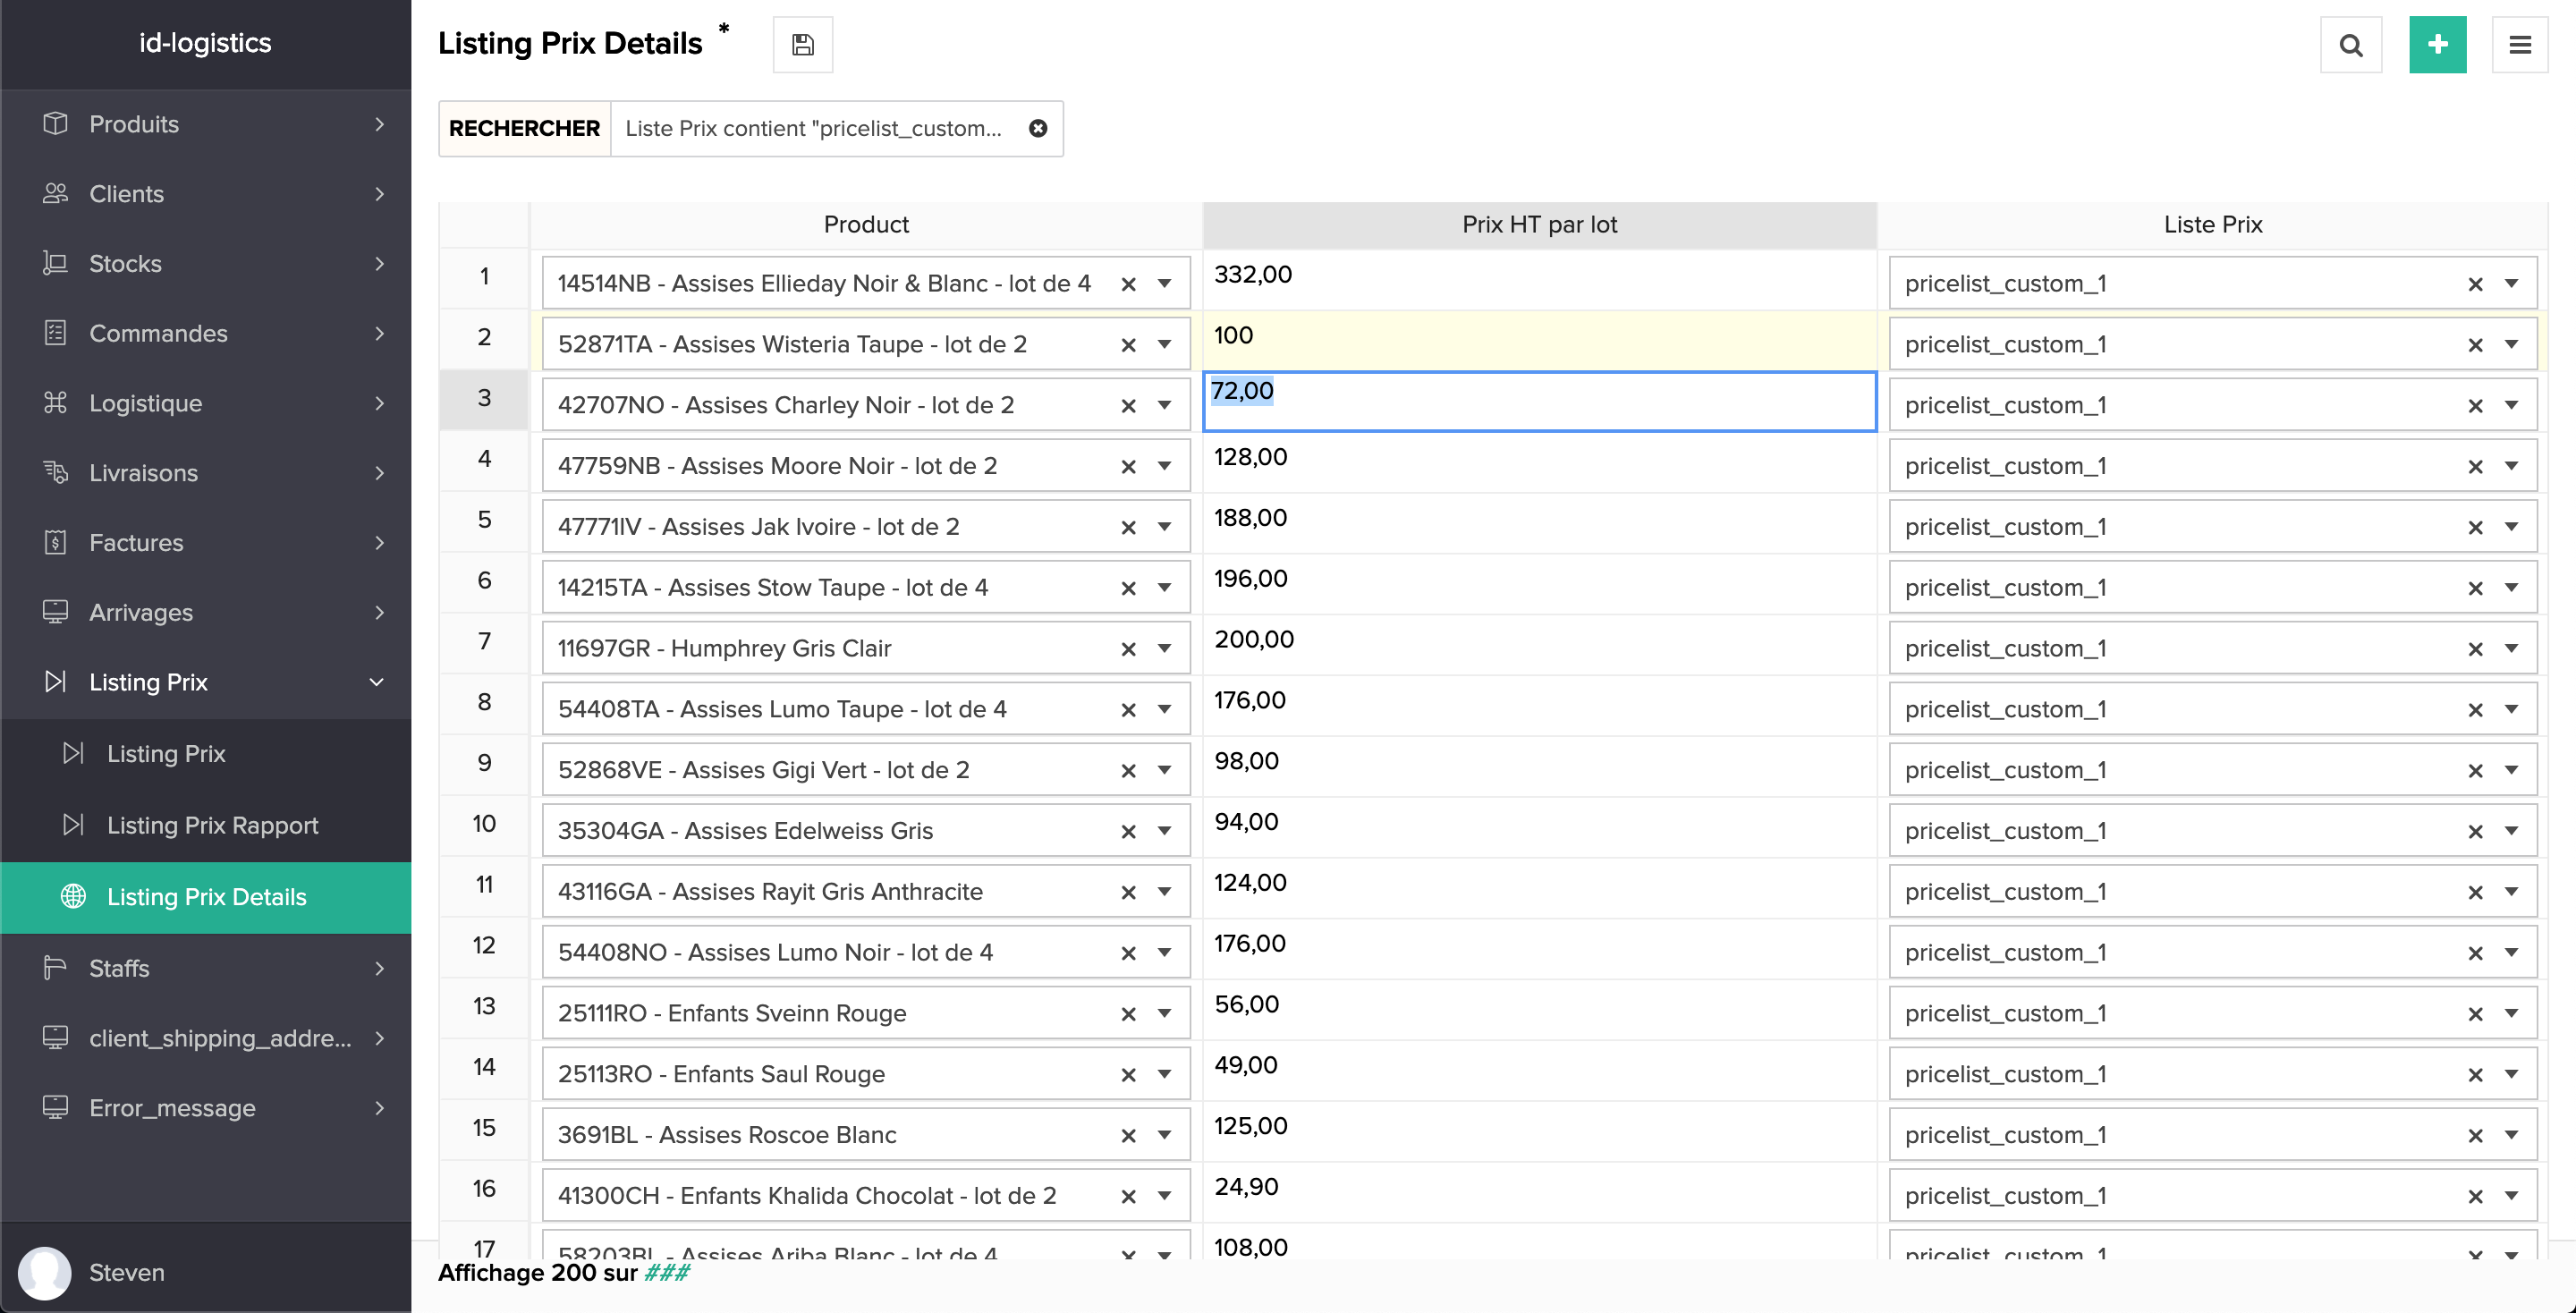 id-logistics
Produits
Clients
Stocks
Commandes
Logistique
Livraisons
Factures
Arrivages
Listing Prix
Listing Prix
Listing Prix Rapport
Listing Prix Details
Staffs
client_shipping_addre...
Error_message
Steven
Listing Prix Details *
RECHERCHER Liste Prix contient "pricelist_custom...
Product Prix HT par lot Liste Prix
1 14514NB - Assises Ellieday Noir & Blanc - lot de 4 332,00 pricelist_custom_1
2 52871TA - Assises Wisteria Taupe - lot de 2 100 pricelist_custom_1
3 42707NO - Assises Charley Noir - lot de 2 72,00 pricelist_custom_1
4 47759NB - Assises Moore Noir - lot de 2 128,00 pricelist_custom_1
5 47771IV - Assises Jak Ivoire - lot de 2 188,00 pricelist_custom_1
6 14215TA - Assises Stow Taupe - lot de 4 196,00 pricelist_custom_1
7 11697GR - Humphrey Gris Clair 200,00 pricelist_custom_1
8 54408TA - Assises Lumo Taupe - lot de 4 176,00 pricelist_custom_1
9 52868VE - Assises Gigi Vert - lot de 2 98,00 pricelist_custom_1
10 35304GA - Assises Edelweiss Gris 94,00 pricelist_custom_1
11 43116GA - Assises Rayit Gris Anthracite 124,00 pricelist_custom_1
12 54408NO - Assises Lumo Noir - lot de 4 176,00 pricelist_custom_1
13 25111RO - Enfants Sveinn Rouge 56,00 pricelist_custom_1
14 25113RO - Enfants Saul Rouge 49,00 pricelist_custom_1
15 3691BL - Assises Roscoe Blanc 125,00 pricelist_custom_1
16 41300CH - Enfants Khalida Chocolat - lot de 2 24,90 pricelist_custom_1
17 58203BL - Assises Ariba Blanc - lot de 4 108,00 pricelist_custom_1
Affichage 200 sur ###